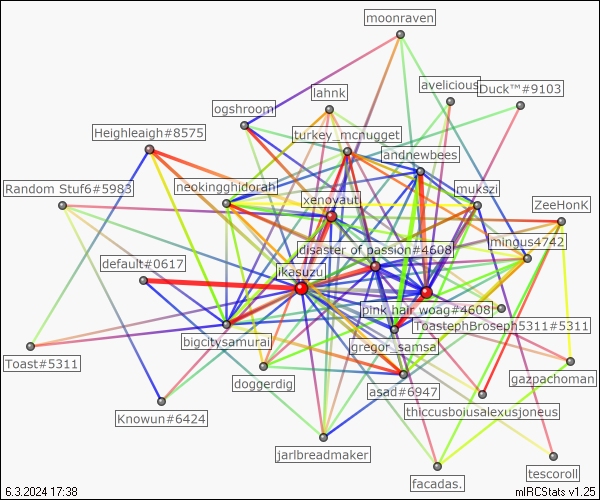 moonraven
avelicious
Duck™#9103
lahnk
ogshroom
Heighleaigh#8575
turkey_mcnugget
andnewbees
Random Stuf6#5983
neokingghidorah
mukszi
xenovaut
ZeeHonK
mingus4742
disaster of passion#4608
default#0617
ikasuzu
pink hair woag#4608
ToastephBroseph5311#5311
bigcitysamurai
gregor_samsa
Toast#5311
gazpachoman
doggerdig
asad#6947
thiccusboiusalexusjoneus
Knowun#6424
jarlbreadmaker
tescoroll
facadas.
6.3.2024 17:38
mIRCStats v1.25